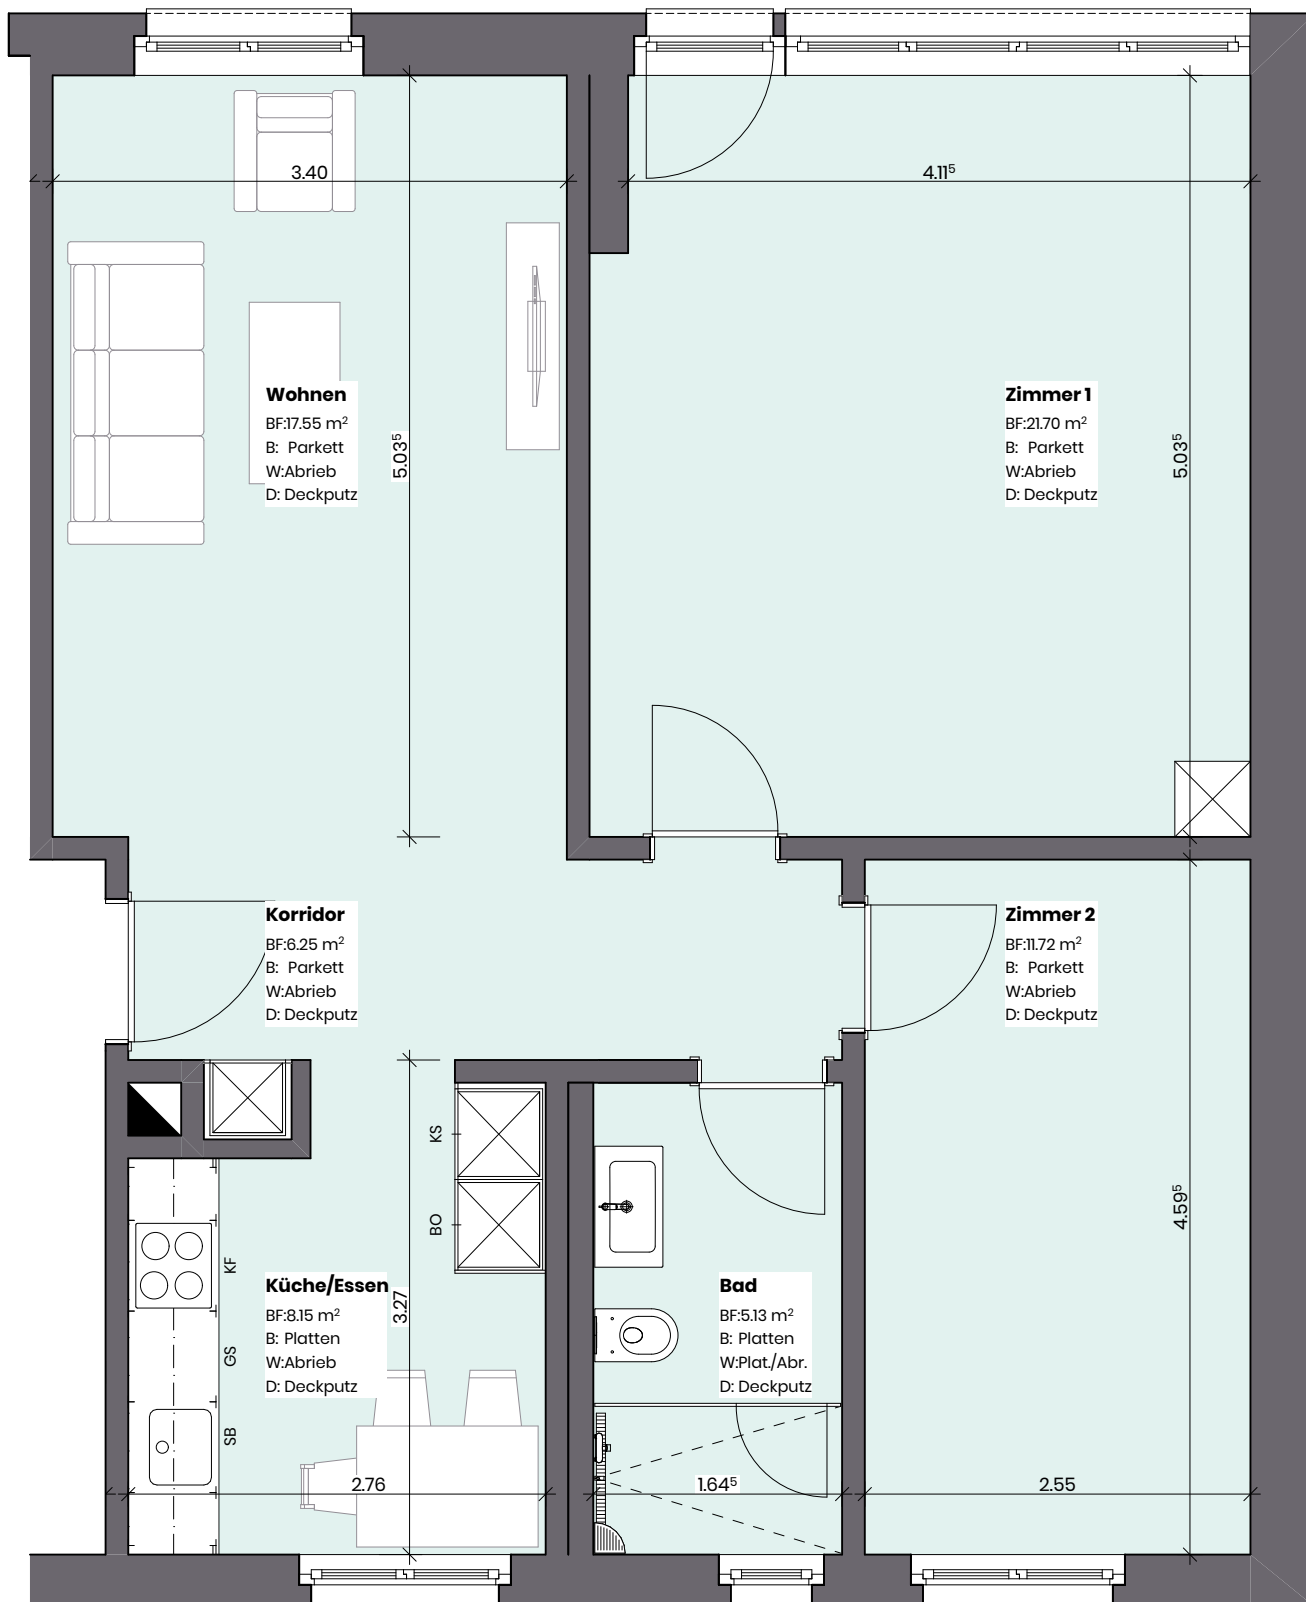 3.40
4.11⁵
Wohnen
BF:17.55 m²
B: Parkett
W:Abrieb
D: Deckputz
5.03⁵
Zimmer 1
BF:21.70 m²
B: Parkett
W:Abrieb
D: Deckputz
5.03⁵
Korridor
BF:6.25 m²
B: Parkett
W:Abrieb
D: Deckputz
Zimmer 2
BF:11.72 m²
B: Parkett
W:Abrieb
D: Deckputz
KS
BO
4.59⁵
KF
GS
SB
Küche/Essen
BF:8.15 m²
B: Platten
W:Abrieb
D: Deckputz
3.27
Bad
BF:5.13 m²
B: Platten
W:Plat./Abr.
D: Deckputz
2.76
1.64⁵
2.55